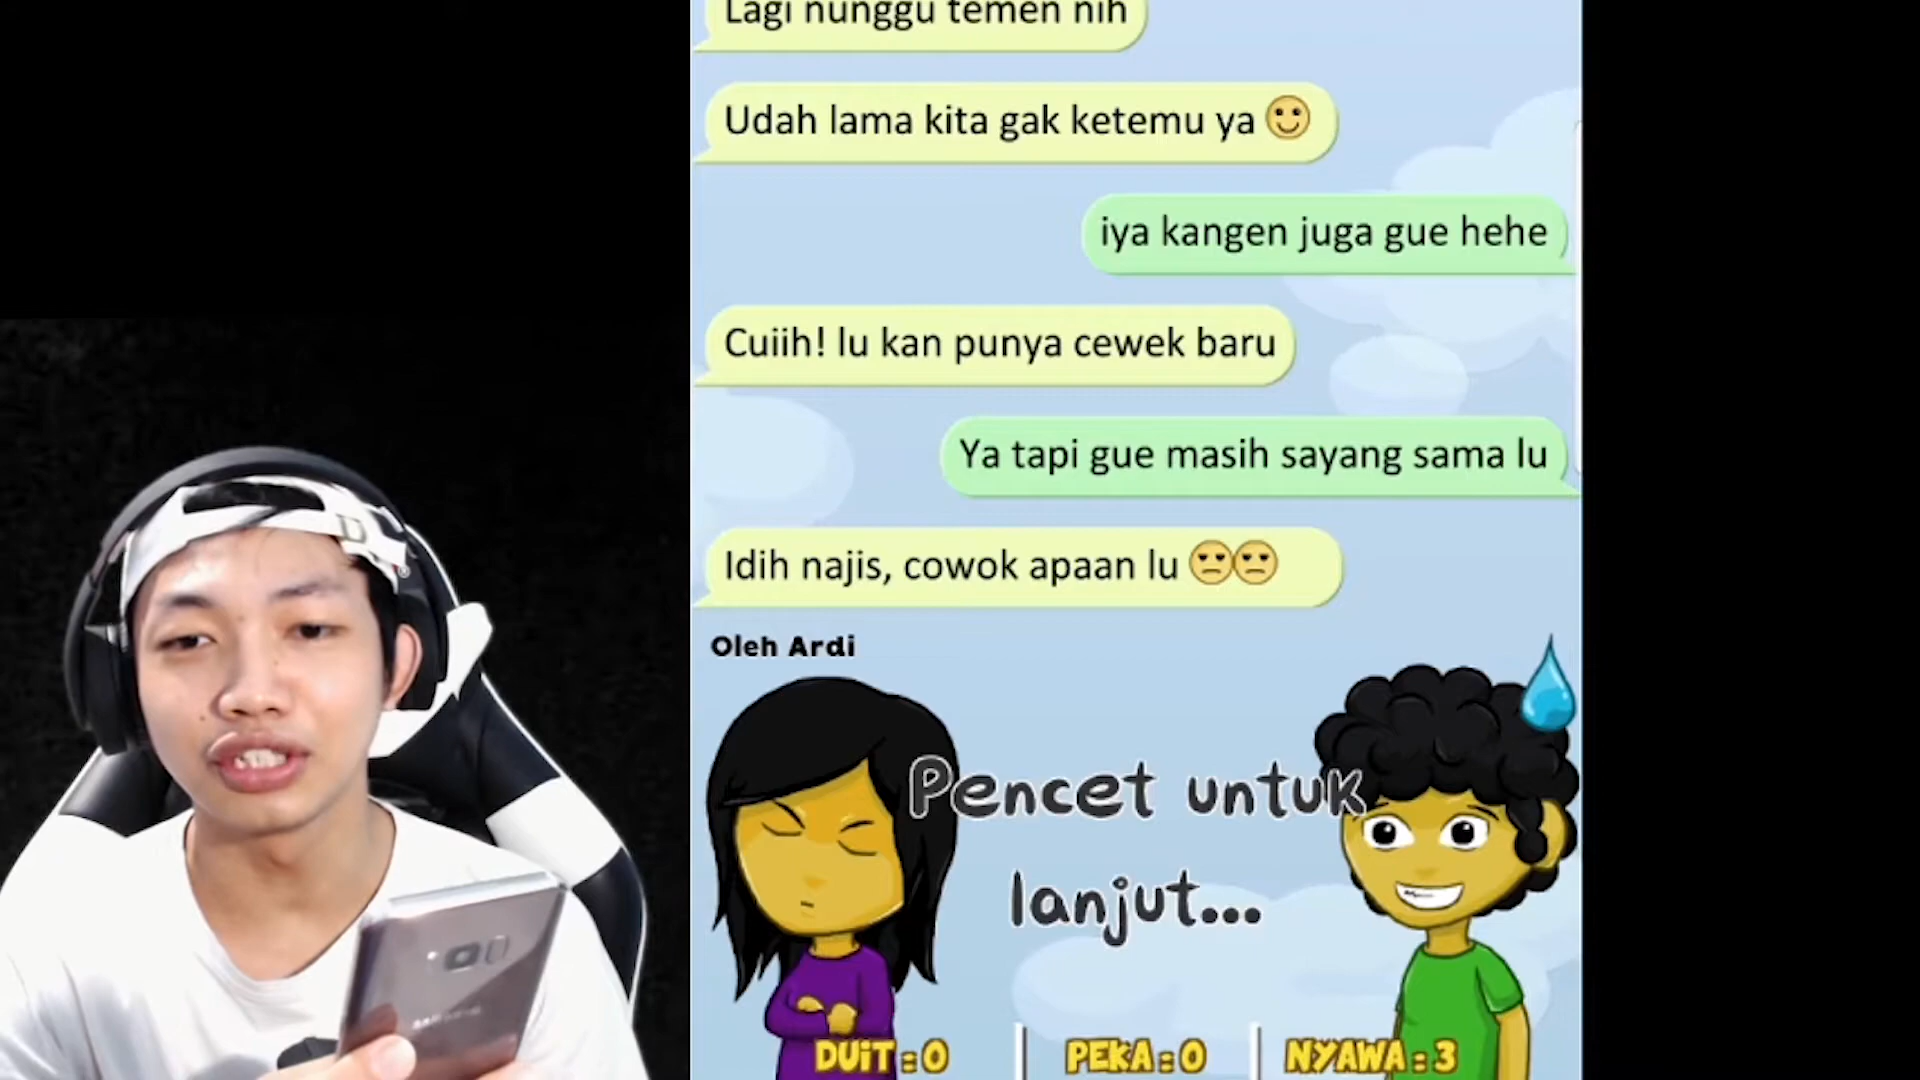 Lagi nunggu temen nih
Udah lama kita gak ketemu ya
iya kangen juga gue hehe
Cuiih! lu kan punya cewek baru
Ya tapi gue masih sayang sama lu
Idih najis, cowok apaan lu
Oleh Ardi
Pencet untuk
lanjut...
DUiT : 0
PEKA : 0
NYAWA : 3